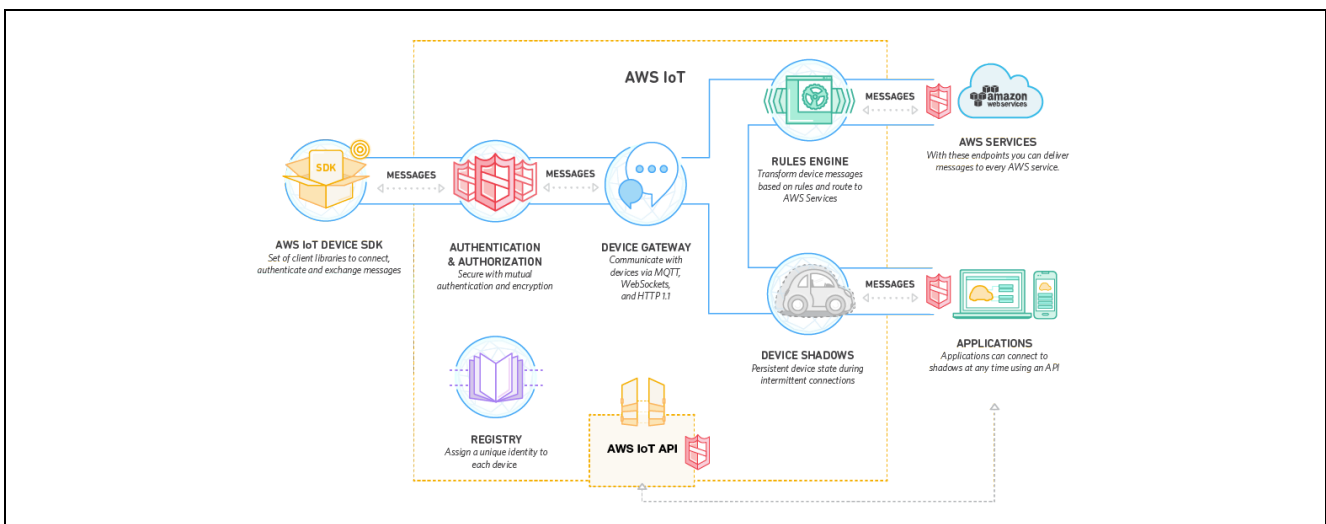 AWS IoT
MESSAGES
amazon
web services
AWS SERVICES
With these endpoints you can deliver
messages to every AWS service.
RULES ENGINE
Transform device messages
based on rules and route to
AWS Services
SDK
MESSAGES
MESSAGES
AWS IoT DEVICE SDK
Set of client libraries to connect,
authenticate and exchange messages
AUTHENTICATION
& AUTHORIZATION
Secure with mutual
authentication and encryption
DEVICE GATEWAY
Communicate with
devices via MQTT,
WebSockets,
and HTTP 1.1
MESSAGES
DEVICE SHADOWS
Persistent device state during
intermittent connections
APPLICATIONS
Applications can connect to
shadows at any time using an API
REGISTRY
Assign a unique identity to
each device
AWS IoT API